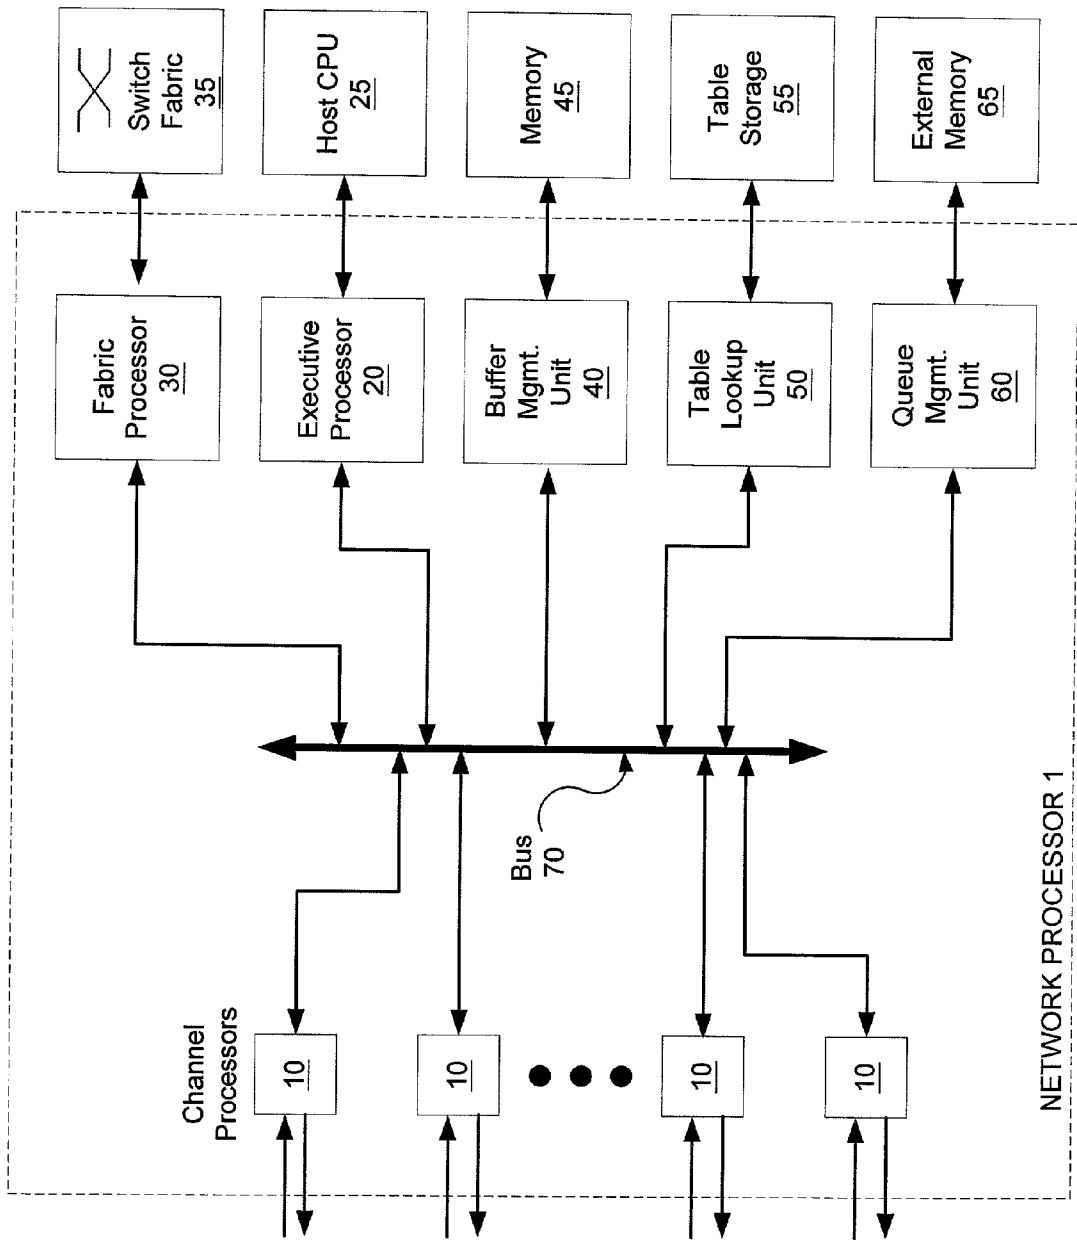 Switch
Fabric
35
Host CPU
25
Memory
45
Table
Storage
55
External
Memory
65
Fabric
Processor
30
Executive
Processor
20
Buffer
Mgmt.
Unit
40
Table
Lookup
Unit
50
Queue
Mgmt.
Unit
60
Bus
70
Channel
Processors
10
10
10
10
NETWORK PROCESSOR 1